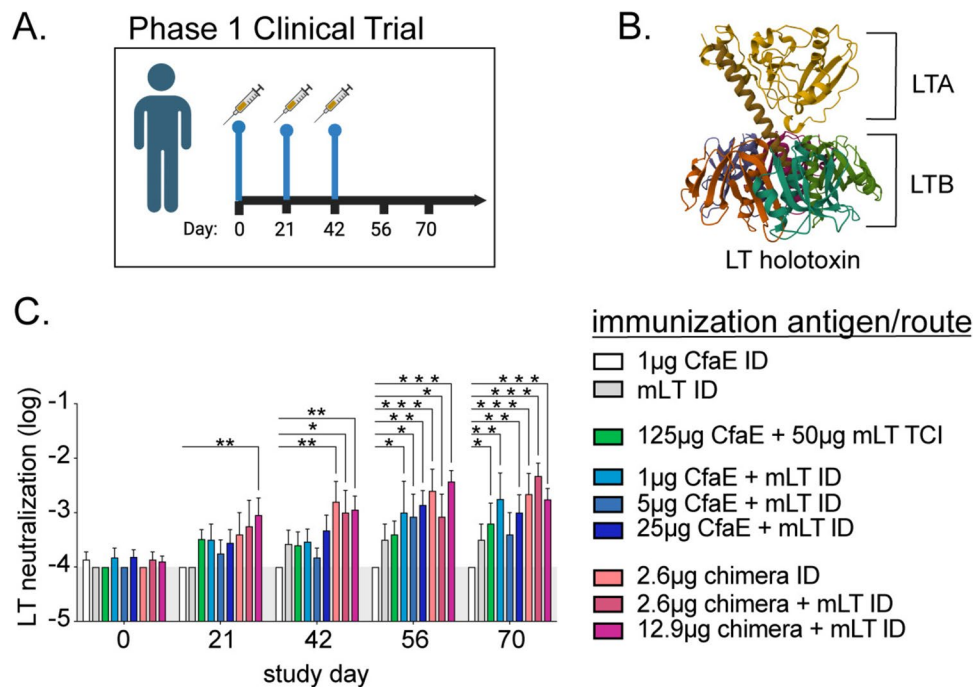 A.
Phase 1 Clinical Trial
Day: 0 21 42 56 70
B.
LTA
LTB
LT holotoxin
C.
LT neutralization (log)
-1
-2
-3
-4
-5
**
** * **
* * *
* * * *
* * * * * *
* * * * *
* * *
* *
*
*
* * *
* * *
* * *
* *
*
0 21 42 56 70
study day
immunization antigen/route
1µg CfaE ID
mLT ID
125µg CfaE + 50µg mLT TCI
1µg CfaE + mLT ID
5µg CfaE + mLT ID
25µg CfaE + mLT ID
2.6µg chimera ID
2.6µg chimera + mLT ID
12.9µg chimera + mLT ID